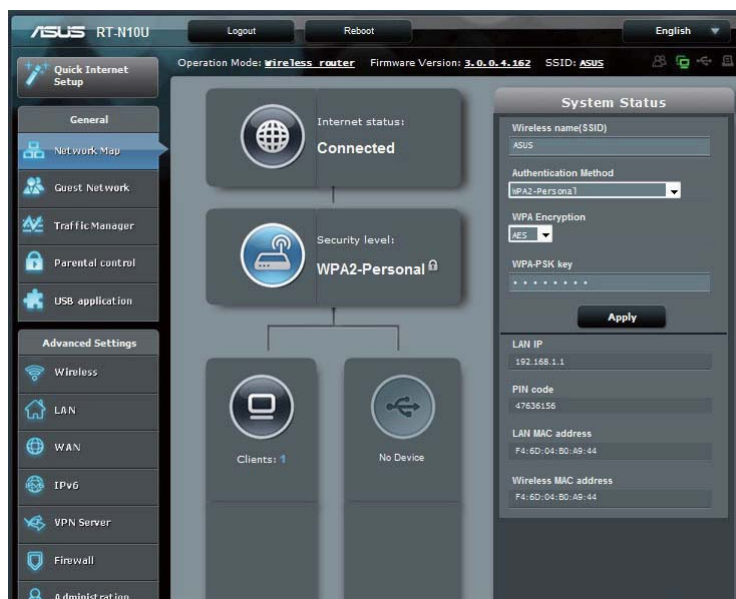 ASUS RT-N10U
Logout
Reboot
English
Operation Mode: Wireless router Firmware Version: 3.0.0.4.162 SSID: ASUS
Quick Internet
Setup
General
Network Map
Guest Network
Traffic Manager
Parental control
USB application
Advanced Settings
Wireless
LAN
WAN
IPv6
VPN Server
Firewall
Administration
Internet status:
Connected
Security level:
WPA2-Personal
Clients: 1
No Device
System Status
Wireless name(SSID)
ASUS
Authentication Method
WPA2-Personal
WPA Encryption
AES
WPA-PSK key
Apply
LAN IP
192.168.1.1
PIN code
47636156
LAN MAC address
F4:6D:04:B0:A9:44
Wireless MAC address
F4:6D:04:B0:A9:44